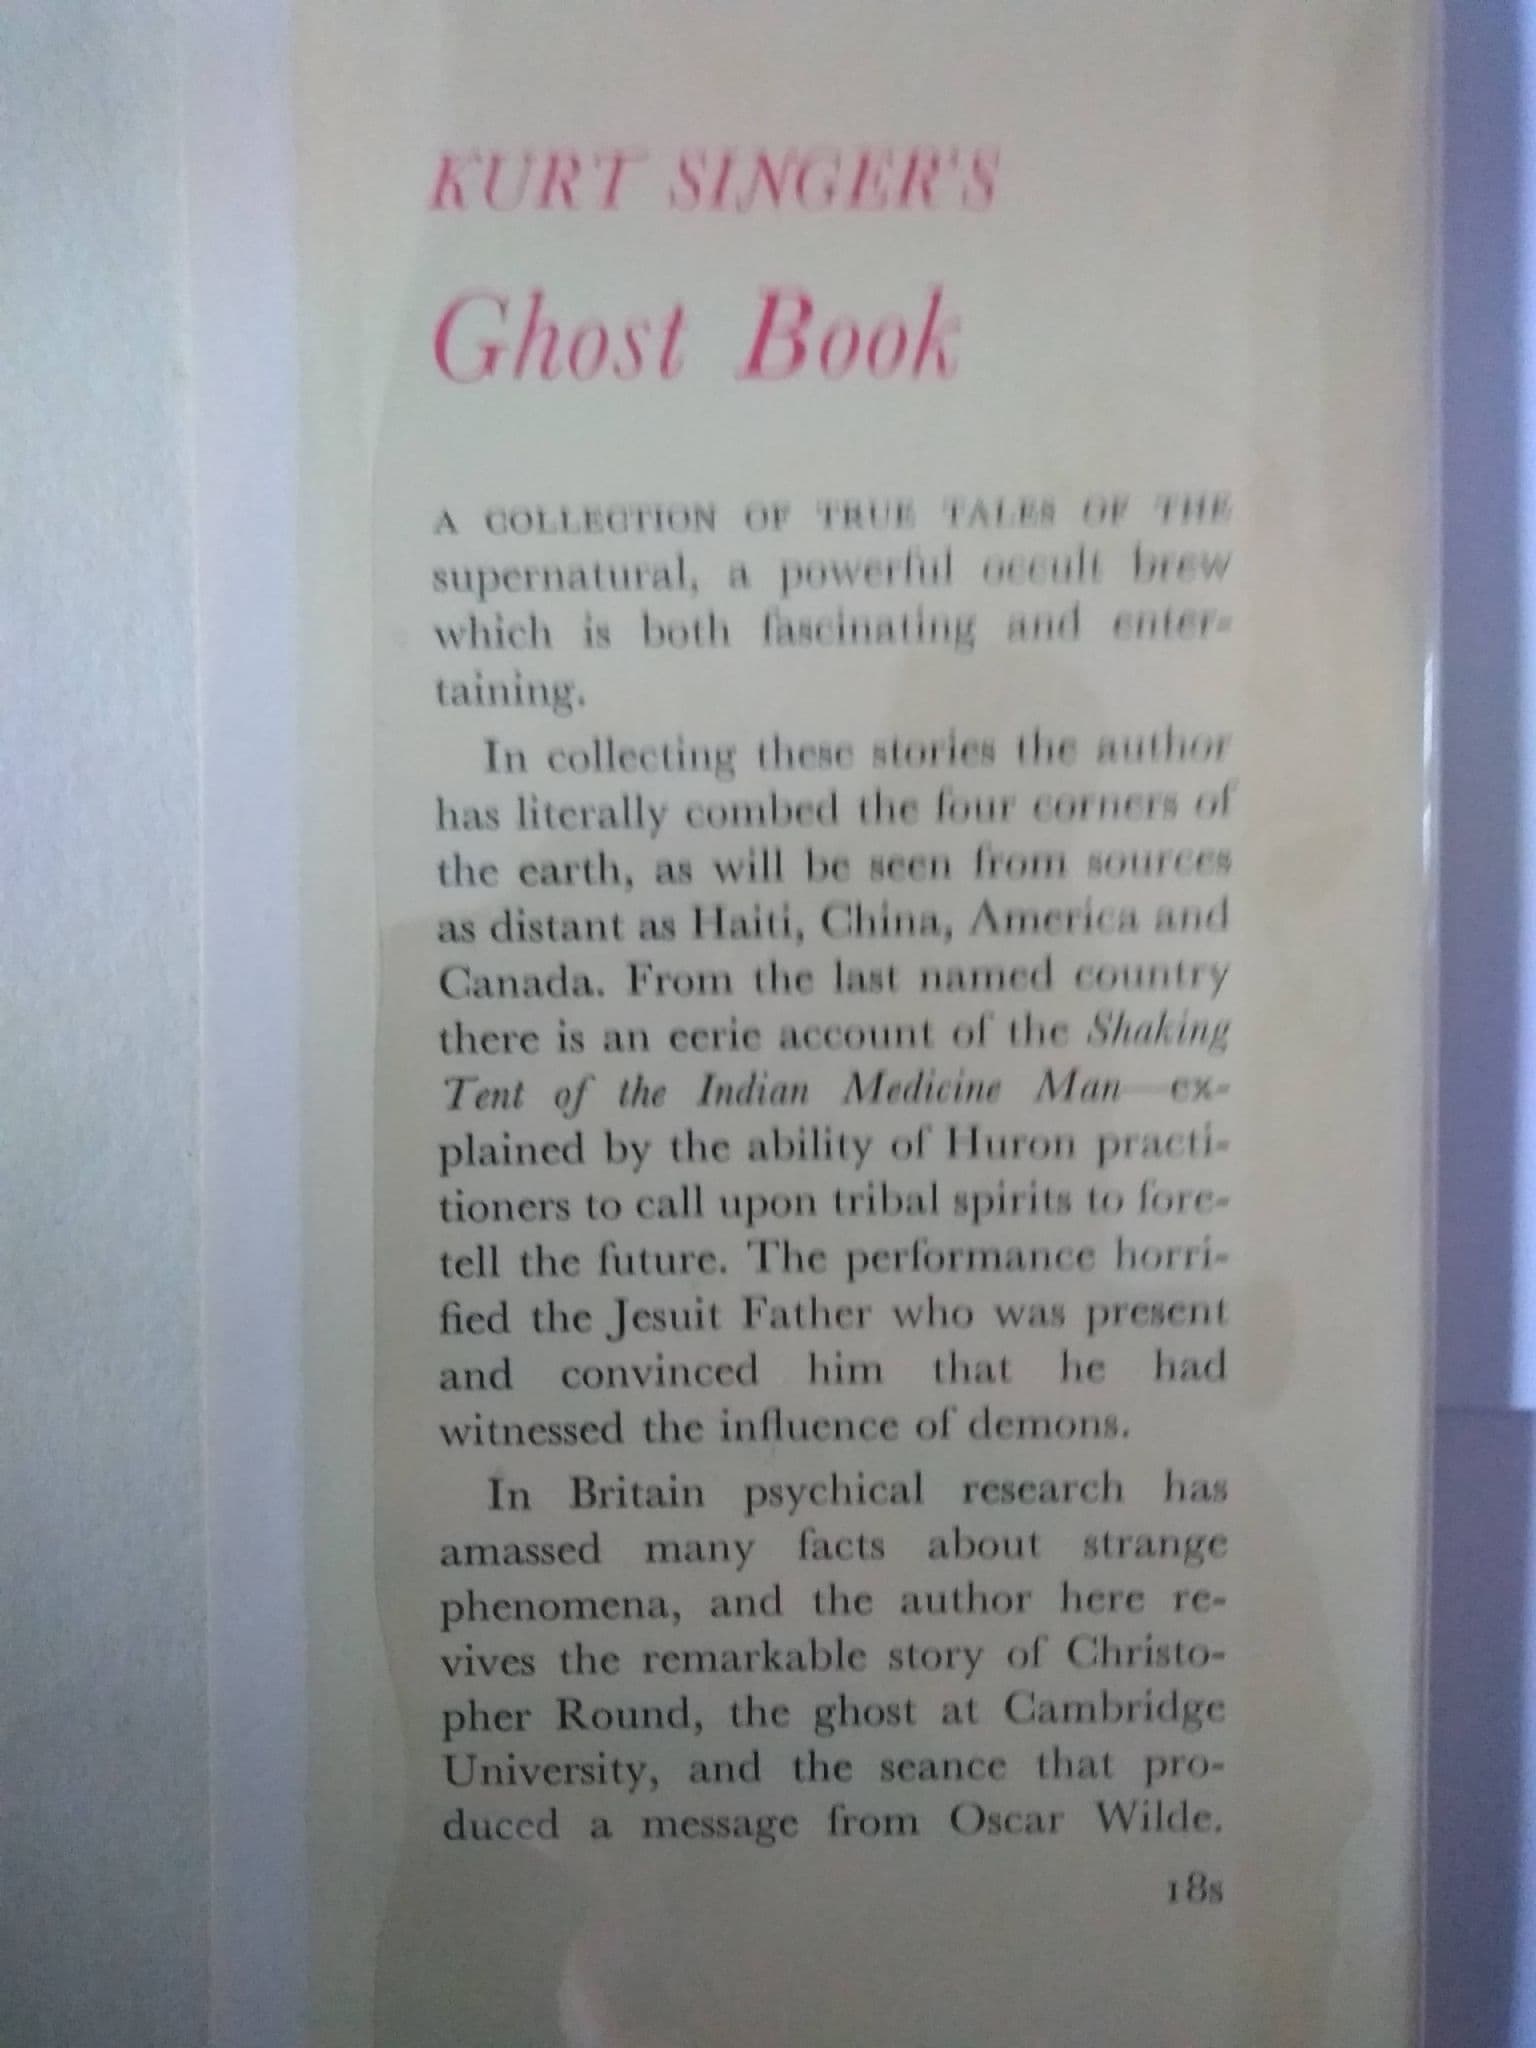 KURT SINGER'S
Ghost Book
A COLLECTION OF TRUE TALES OF THE
supernatural, a powerful occult brew
which is both fascinating and enter-
taining.
In collecting these stories the author
has literally combed the four corners of
the earth, as will be seen from sources
as distant as Haiti, China, America and
Canada. From the last named country
there is an eerie account of the Shaking
Tent of the Indian Medicine Man—ex-
plained by the ability of Huron practi-
tioners to call upon tribal spirits to fore-
tell the future. The performance horri-
fied the Jesuit Father who was present
and convinced him that he had
witnessed the influence of demons.
In Britain psychical research has
amassed many facts about strange
phenomena, and the author here re-
vives the remarkable story of Christo-
pher Round, the ghost at Cambridge
University, and the seance that pro-
duced a message from Oscar Wilde.
18s